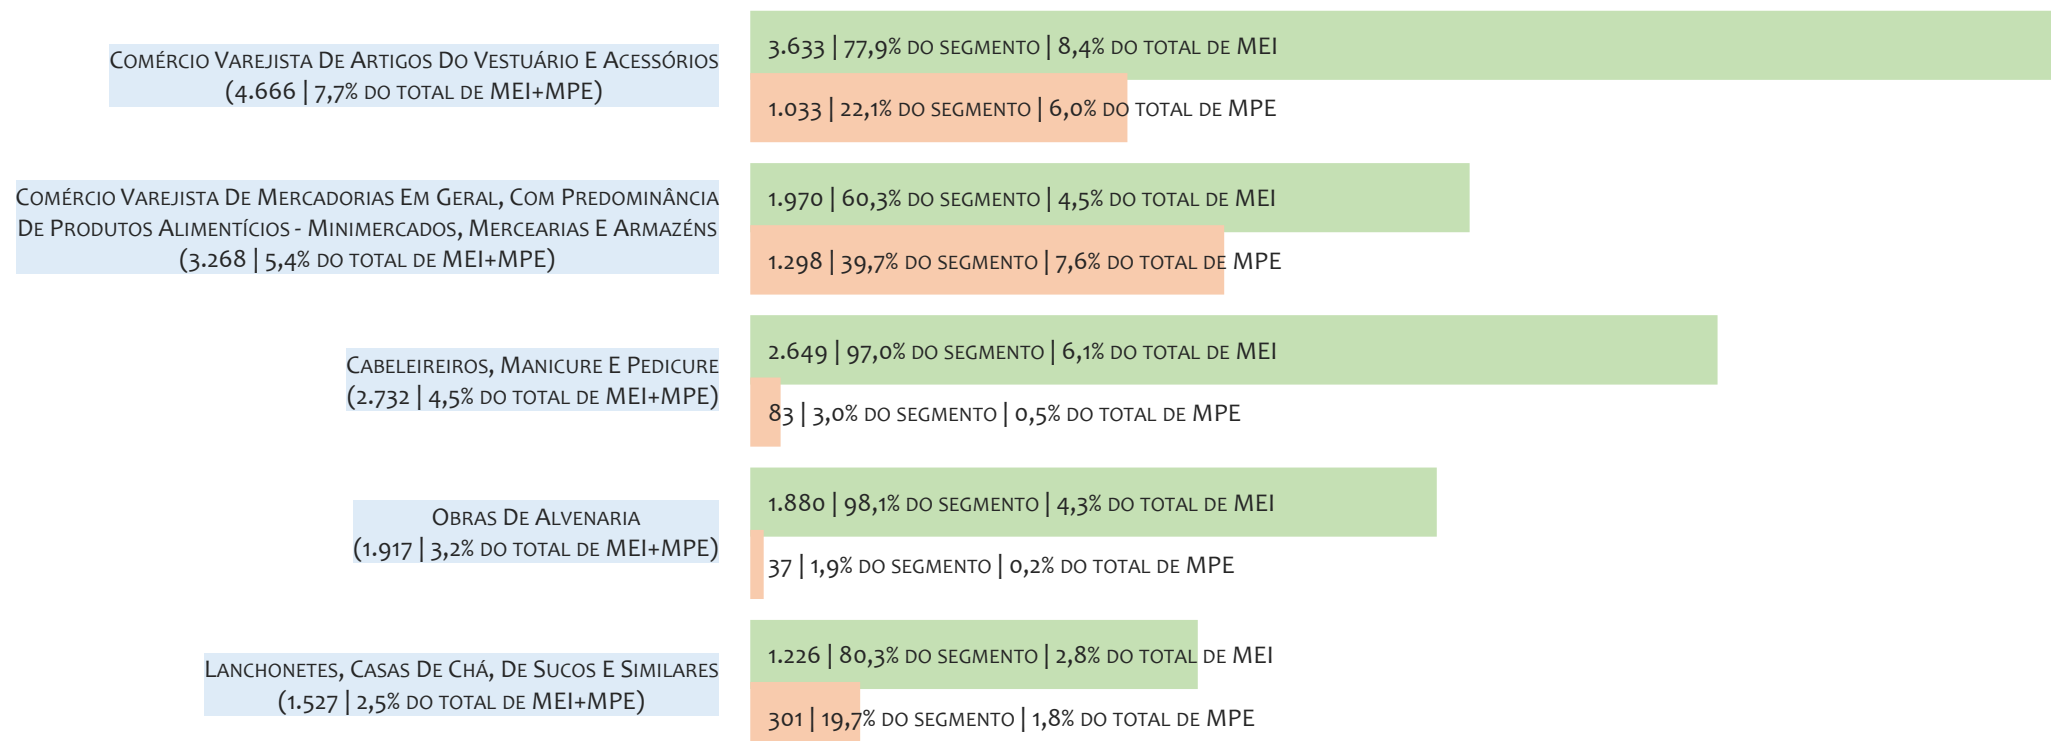 Comércio Varejista De Artigos Do Vestuário E Acessórios
(4.666 | 7,7% do total de MEI+MPE)
3.633 | 77,9% do segmento | 8,4% do total de MEI
1.033 | 22,1% do segmento | 6,0% do total de MPE
Comércio Varejista De Mercadorias Em Geral, Com Predominância
De Produtos Alimentícios - Minimercados, Mercearias E Armazéns
(3.268 | 5,4% do total de MEI+MPE)
1.970 | 60,3% do segmento | 4,5% do total de MEI
1.298 | 39,7% do segmento | 7,6% do total de MPE
Cabeleireiros, Manicure E Pedicure
(2.732 | 4,5% do total de MEI+MPE)
2.649 | 97,0% do segmento | 6,1% do total de MEI
83 | 3,0% do segmento | 0,5% do total de MPE
Obras De Alvenaria
(1.917 | 3,2% do total de MEI+MPE)
1.880 | 98,1% do segmento | 4,3% do total de MEI
37 | 1,9% do segmento | 0,2% do total de MPE
Lanchonetes, Casas De Chá, De Sucos E Similares
(1.527 | 2,5% do total de MEI+MPE)
1.226 | 80,3% do segmento | 2,8% do total de MEI
301 | 19,7% do segmento | 1,8% do total de MPE